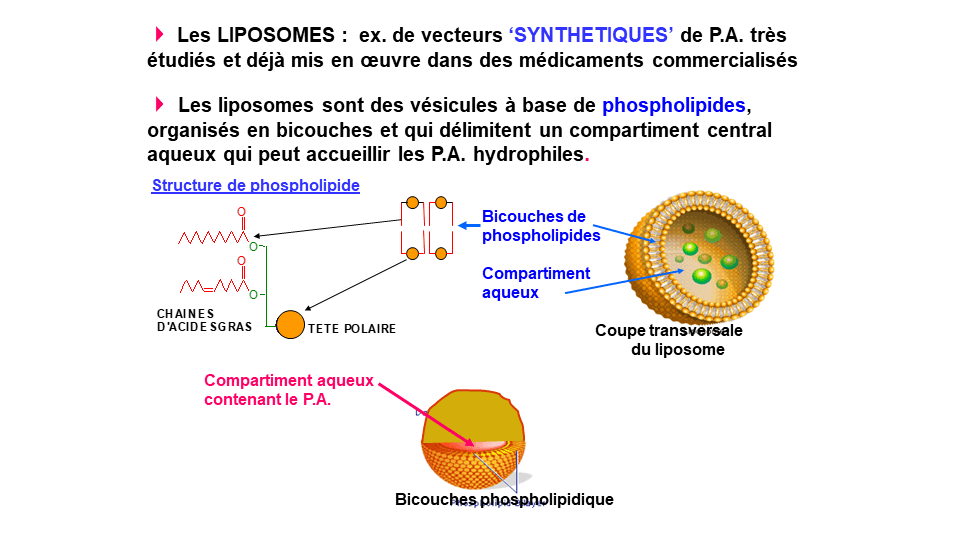 Les LIPOSOMES : ex. de vecteurs ‘SYNTHETIQUES’ de P.A. très
étudiés et déjà mis en œuvre dans des médicaments commercialisés
Les liposomes sont des vésicules à base de phospholipides,
organisés en bicouches et qui délimitent un compartiment central
aqueux qui peut accueillir les P.A. hydrophiles.
Structure de phospholipide
O
O
O
O
CHAINES
D'ACIDE SGRAS
TETE POLAIRE
Bicouches de
phospholipides
Compartiment
aqueux
Coupe transversale
du liposome
Compartiment aqueux
contenant le P.A.
Bicouches phospholipidique